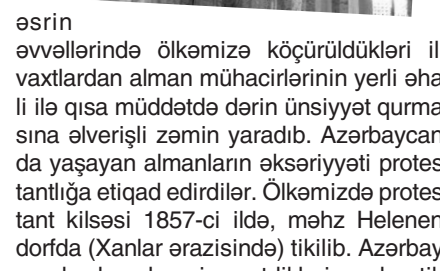 əsrin
əvvəllərində ölkəmizə köçürüldükləri il
vaxtlardan alman mühacirlərinin yerli əha
li ilə qısa müddətdə dərin ünsiyyət qurma
sına əlverişli zəmin yaradıb. Azərbaycan
da yaşayan almanların əksəriyyəti protes
tantlığa etiqad edirdilər. Ölkəmizdə protes
tant kilsəsi 1857-ci ildə, məhz Helenen
dorfda (Xanlar ərazisində) tikilib. Azərbay